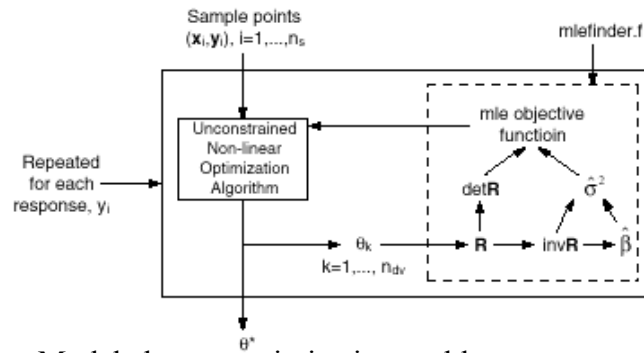 Sample points
(xᵢ,yᵢ), i=1,...,nₛ
mlefinder.f
mle objective
functioin
Unconstrained
Non-linear
Optimization
Algorithm
Repeated
for each
response, yᵢ
detR
σ̂²
θₖ
k=1,..., n_dv
R
invR
β̂
θ*